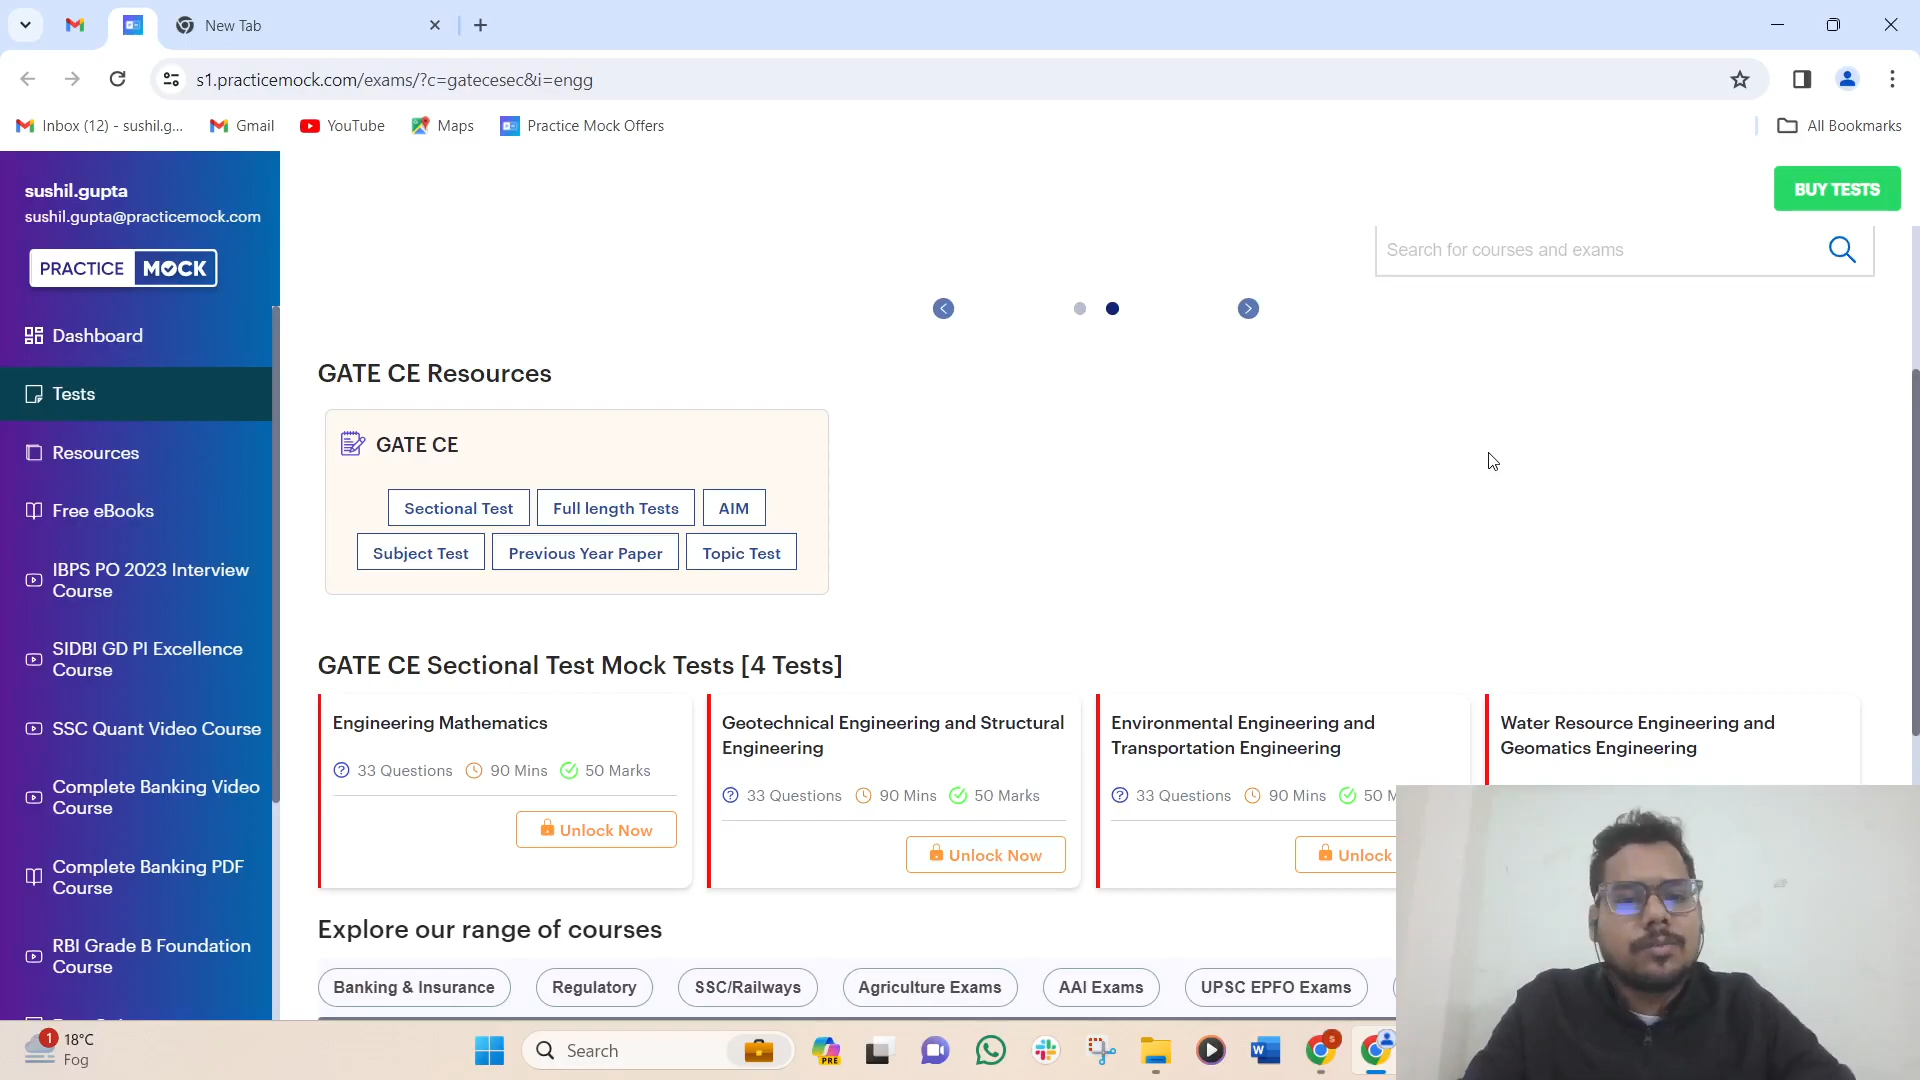 New Tab
s1.practicemock.com/exams/?c=gatecesec&i=engg
Inbox (12) - sushil.g...
Gmail
YouTube
Maps
Practice Mock Offers
All Bookmarks
sushil.gupta
sushil.gupta@practicemock.com
PRACTICE MOCK
BUY TESTS
Search for courses and exams
Dashboard
Tests
Resources
Free eBooks
IBPS PO 2023 Interview
Course
SIDBI GD PI Excellence
Course
SSC Quant Video Course
Complete Banking Video
Course
Complete Banking PDF
Course
RBI Grade B Foundation
Course
GATE CE Resources
GATE CE
Sectional Test
Full length Tests
AIM
Subject Test
Previous Year Paper
Topic Test
GATE CE Sectional Test Mock Tests [4 Tests]
Engineering Mathematics
33 Questions 90 Mins 50 Marks
Unlock Now
Geotechnical Engineering and Structural
Engineering
33 Questions 90 Mins 50 Marks
Unlock Now
Environmental Engineering and
Transportation Engineering
33 Questions 90 Mins 50 M
Unlock
Water Resource Engineering and
Geomatics Engineering
Explore our range of courses
Banking & Insurance
Regulatory
SSC/Railways
Agriculture Exams
AAI Exams
UPSC EPFO Exams
1
18°C
Fog
Search
PRE
W
S